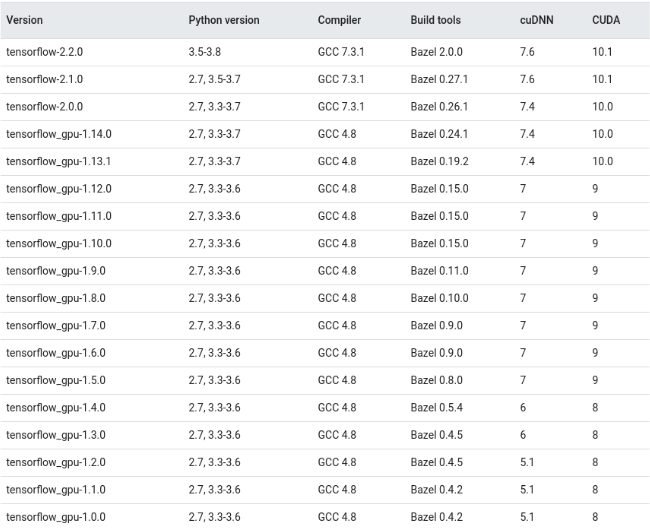 Version Python version Compiler Build tools cuDNN CUDA
tensorflow-2.2.0 3.5-3.8 GCC 7.3.1 Bazel 2.0.0 7.6 10.1
tensorflow-2.1.0 2.7, 3.5-3.7 GCC 7.3.1 Bazel 0.27.1 7.6 10.1
tensorflow-2.0.0 2.7, 3.3-3.7 GCC 7.3.1 Bazel 0.26.1 7.4 10.0
tensorflow_gpu-1.14.0 2.7, 3.3-3.7 GCC 4.8 Bazel 0.24.1 7.4 10.0
tensorflow_gpu-1.13.1 2.7, 3.3-3.7 GCC 4.8 Bazel 0.19.2 7.4 10.0
tensorflow_gpu-1.12.0 2.7, 3.3-3.6 GCC 4.8 Bazel 0.15.0 7 9
tensorflow_gpu-1.11.0 2.7, 3.3-3.6 GCC 4.8 Bazel 0.15.0 7 9
tensorflow_gpu-1.10.0 2.7, 3.3-3.6 GCC 4.8 Bazel 0.15.0 7 9
tensorflow_gpu-1.9.0 2.7, 3.3-3.6 GCC 4.8 Bazel 0.11.0 7 9
tensorflow_gpu-1.8.0 2.7, 3.3-3.6 GCC 4.8 Bazel 0.10.0 7 9
tensorflow_gpu-1.7.0 2.7, 3.3-3.6 GCC 4.8 Bazel 0.9.0 7 9
tensorflow_gpu-1.6.0 2.7, 3.3-3.6 GCC 4.8 Bazel 0.9.0 7 9
tensorflow_gpu-1.5.0 2.7, 3.3-3.6 GCC 4.8 Bazel 0.8.0 7 9
tensorflow_gpu-1.4.0 2.7, 3.3-3.6 GCC 4.8 Bazel 0.5.4 6 8
tensorflow_gpu-1.3.0 2.7, 3.3-3.6 GCC 4.8 Bazel 0.4.5 6 8
tensorflow_gpu-1.2.0 2.7, 3.3-3.6 GCC 4.8 Bazel 0.4.5 5.1 8
tensorflow_gpu-1.1.0 2.7, 3.3-3.6 GCC 4.8 Bazel 0.4.2 5.1 8
tensorflow_gpu-1.0.0 2.7, 3.3-3.6 GCC 4.8 Bazel 0.4.2 5.1 8